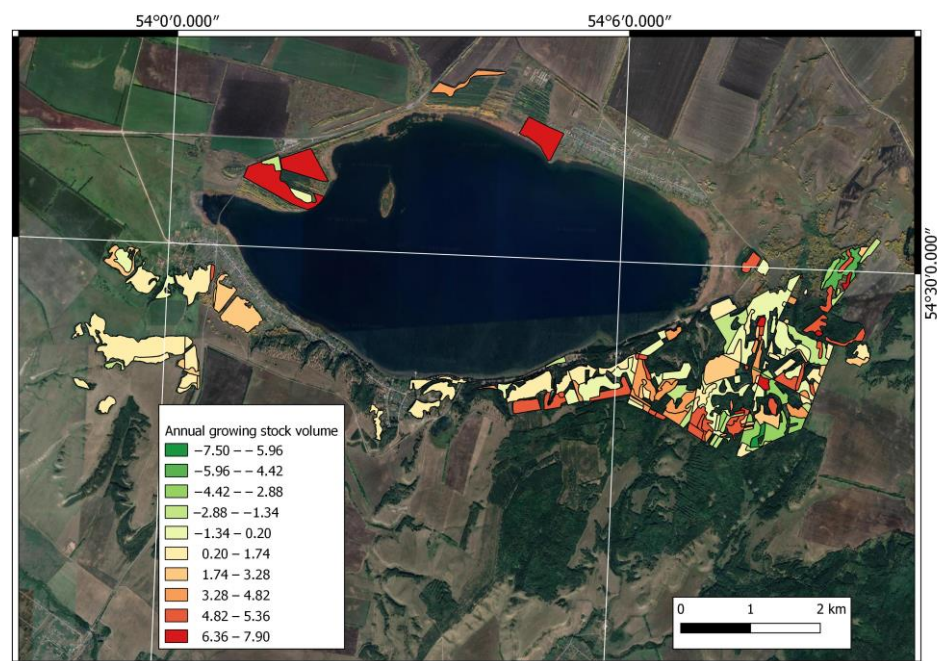 54°0′0.000″ 54°6′0.000″
54°30′0.000″
Annual growing stock volume
−7.50 – − 5.96
−5.96 – − 4.42
−4.42 – −2.88
−2.88 – −1.34
−1.34 – 0.20
0.20 – 1.74
1.74 – 3.28
3.28 – 4.82
4.82 – 5.36
6.36 – 7.90
0 1 2 km